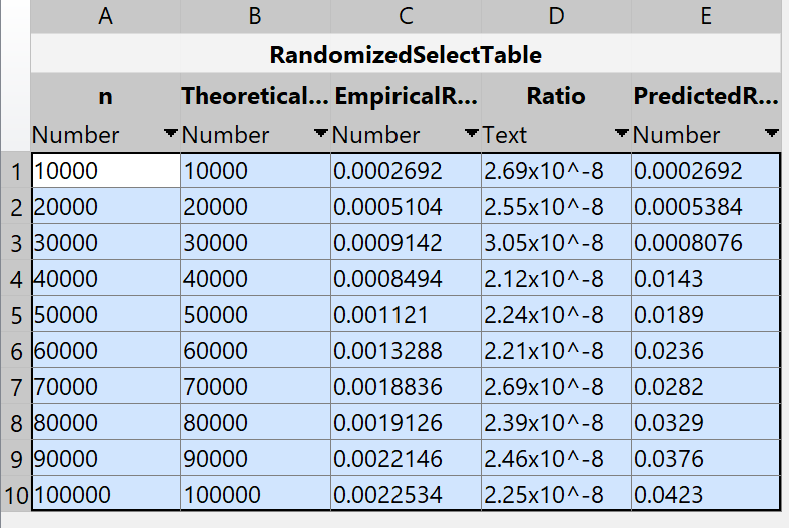 A B C D E
RandomizedSelectTable
n Theoretical... EmpiricalR... Ratio PredictedR...
Number Number Number Text Number
1 10000 10000 0.0002692 2.69x10^-8 0.0002692
2 20000 20000 0.0005104 2.55x10^-8 0.0005384
3 30000 30000 0.0009142 3.05x10^-8 0.0008076
4 40000 40000 0.0008494 2.12x10^-8 0.0143
5 50000 50000 0.001121 2.24x10^-8 0.0189
6 60000 60000 0.0013288 2.21x10^-8 0.0236
7 70000 70000 0.0018836 2.69x10^-8 0.0282
8 80000 80000 0.0019126 2.39x10^-8 0.0329
9 90000 90000 0.0022146 2.46x10^-8 0.0376
10 100000 100000 0.0022534 2.25x10^-8 0.0423